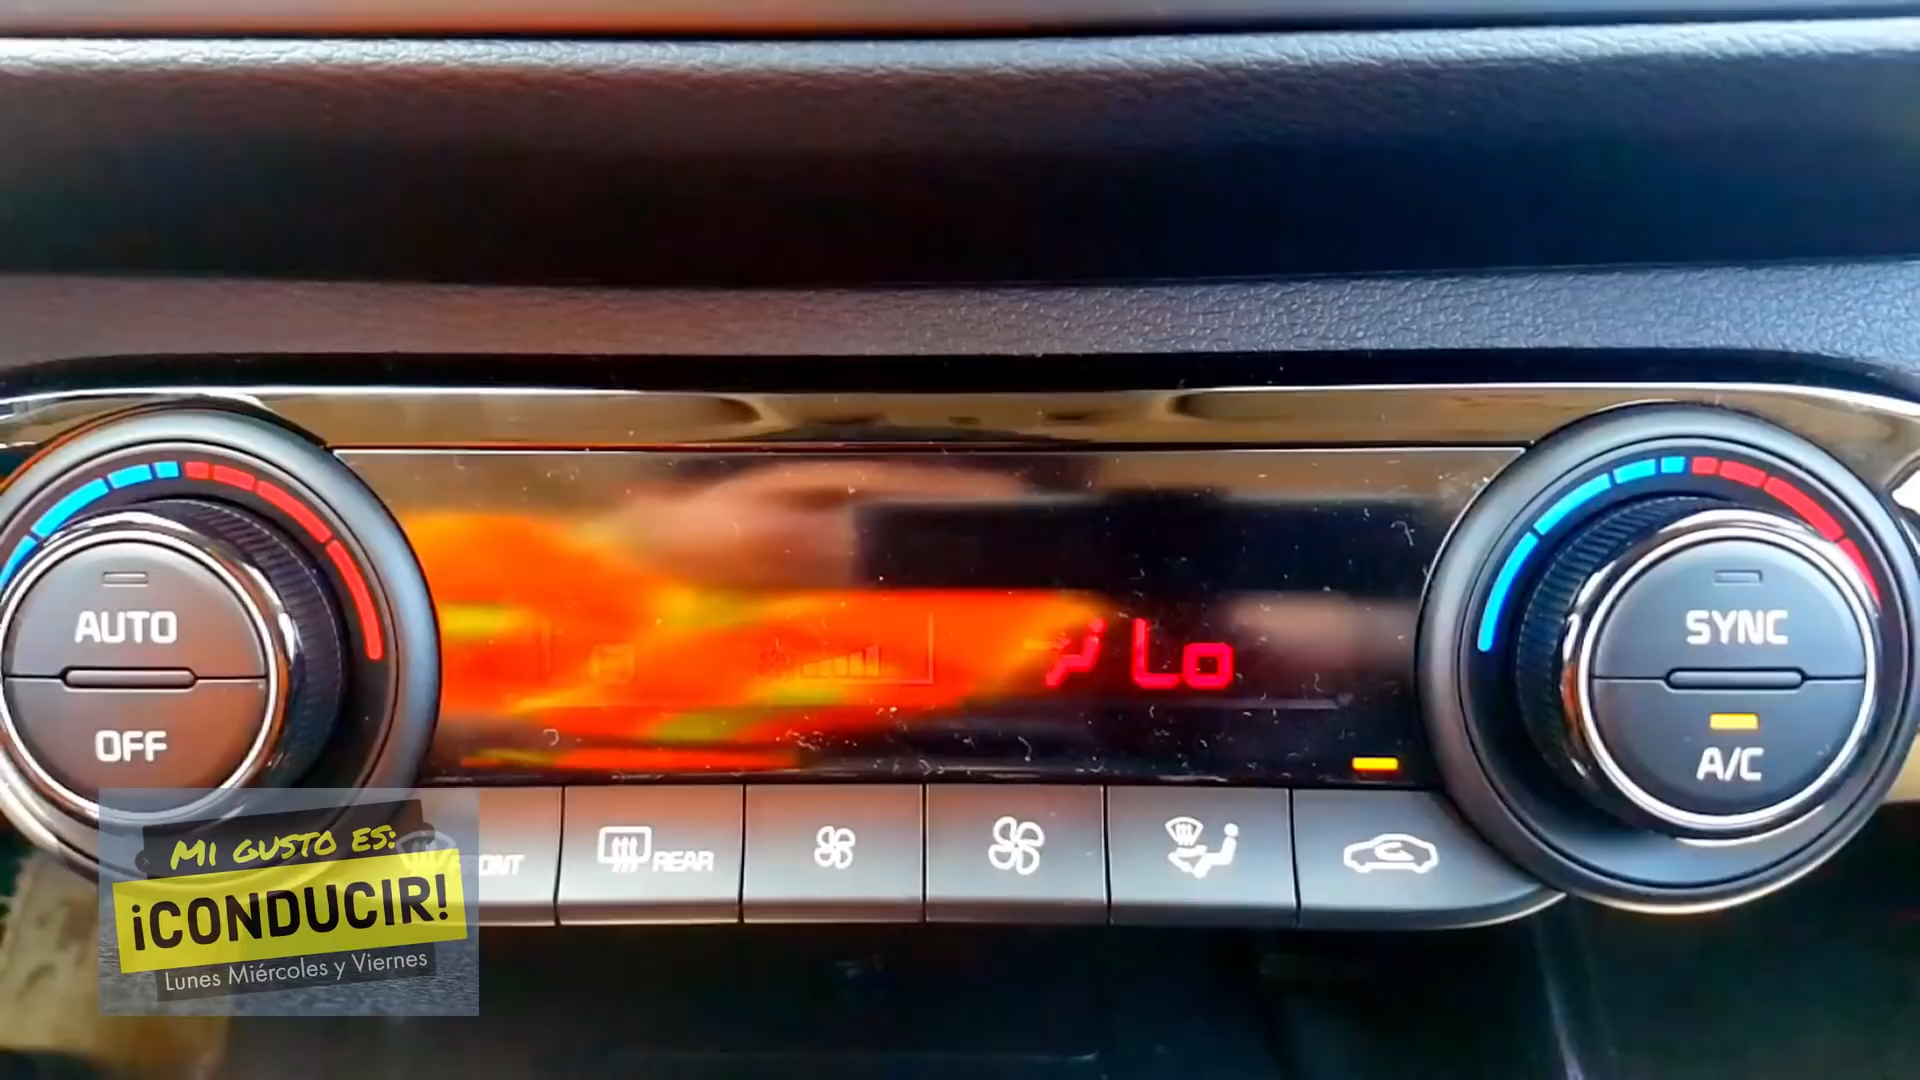 Lo
AUTO
SYNC
OFF
A/C
REAR
MI GUSTO ES:
¡CONDUCIR!
Lunes Miércoles y Viernes